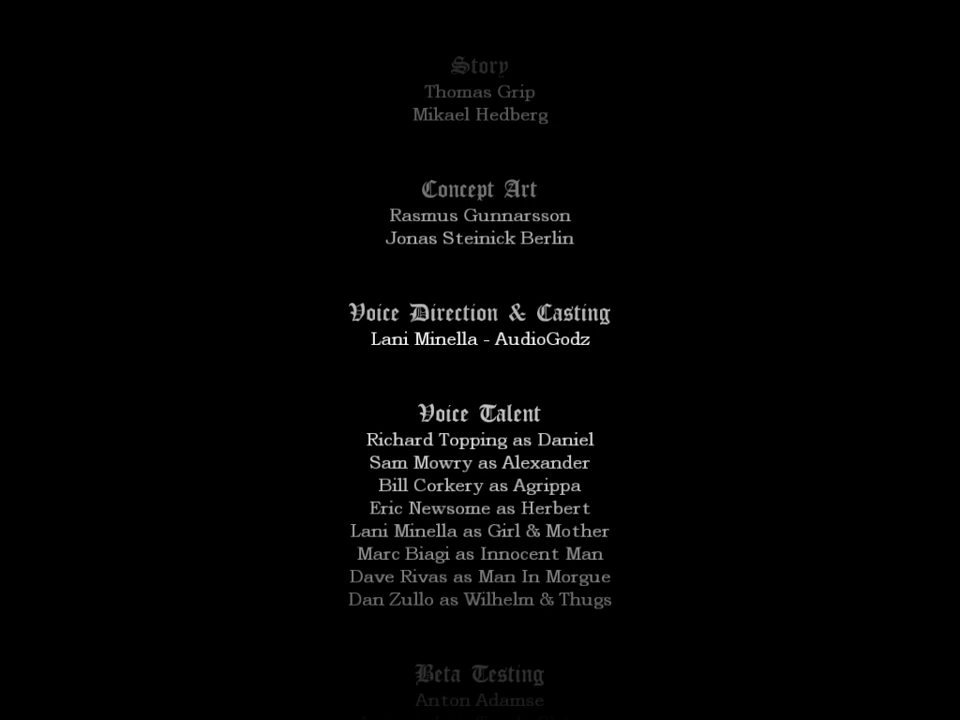 Story
Thomas Grip
Mikael Hedberg
Concept Art
Rasmus Gunnarsson
Jonas Steinick Berlin
Voice Direction & Casting
Lani Minella - AudioGodz
Voice Talent
Richard Topping as Daniel
Sam Mowry as Alexander
Bill Corkery as Agrippa
Eric Newsome as Herbert
Lani Minella as Girl & Mother
Marc Biagi as Innocent Man
Dave Rivas as Man In Morgue
Dan Zullo as Wilhelm & Thugs
Beta Testing
Anton Adamse